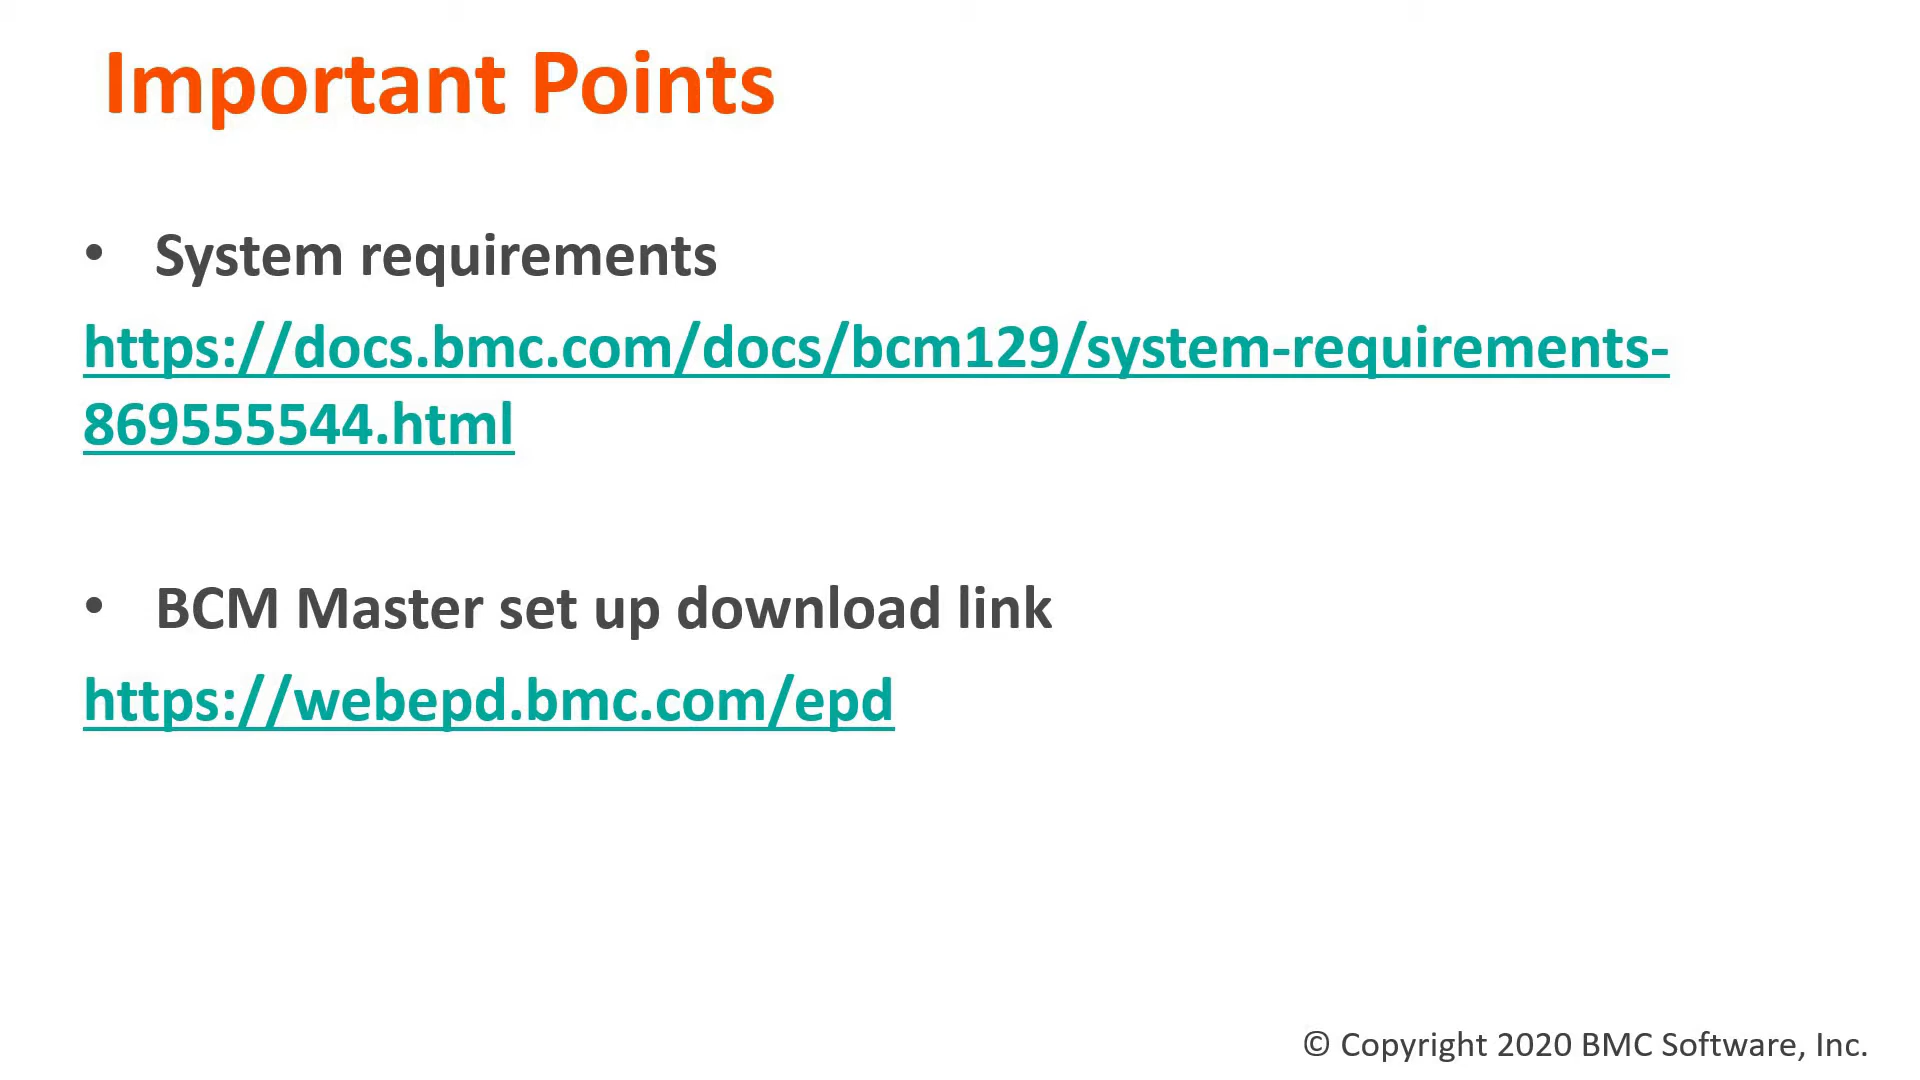 Important Points
• System requirements
https://docs.bmc.com/docs/bcm129/system-requirements-
869555544.html
• BCM Master set up download link
https://webepd.bmc.com/epd
© Copyright 2020 BMC Software, Inc.